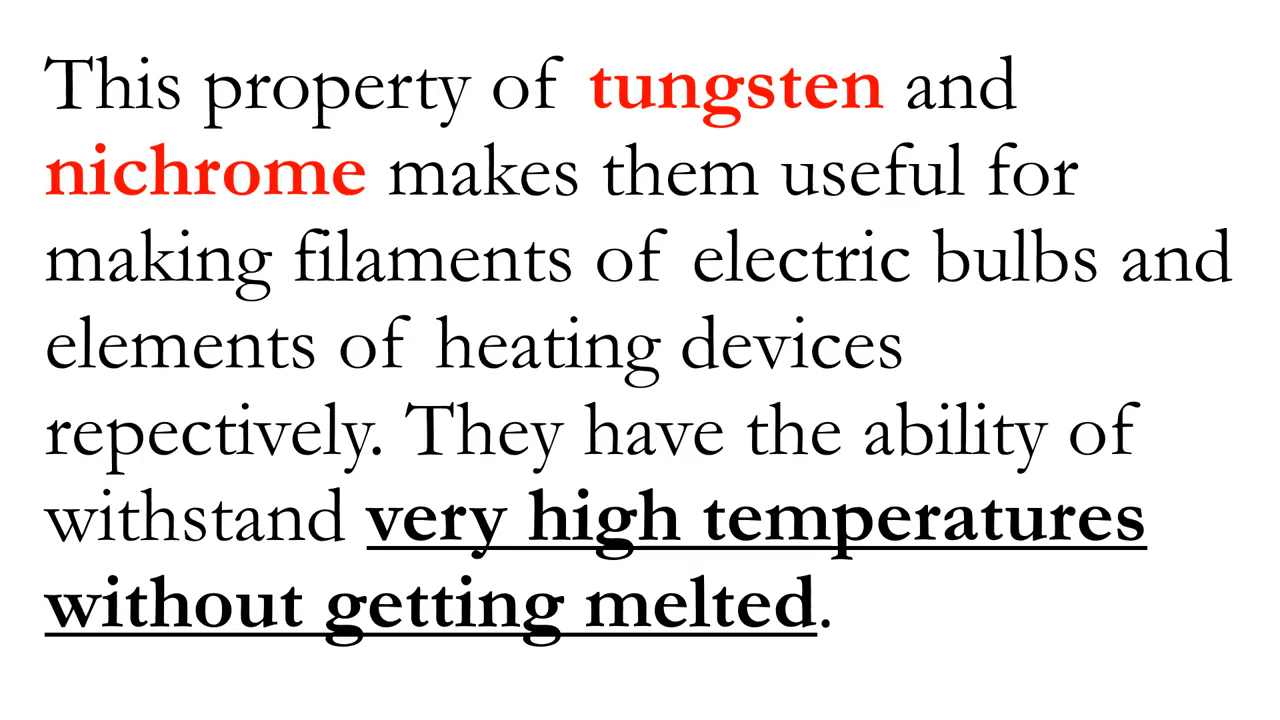 This property of tungsten and
nichrome makes them useful for
making filaments of electric bulbs and
elements of heating devices
repectively. They have the ability of
withstand very high temperatures
without getting melted.